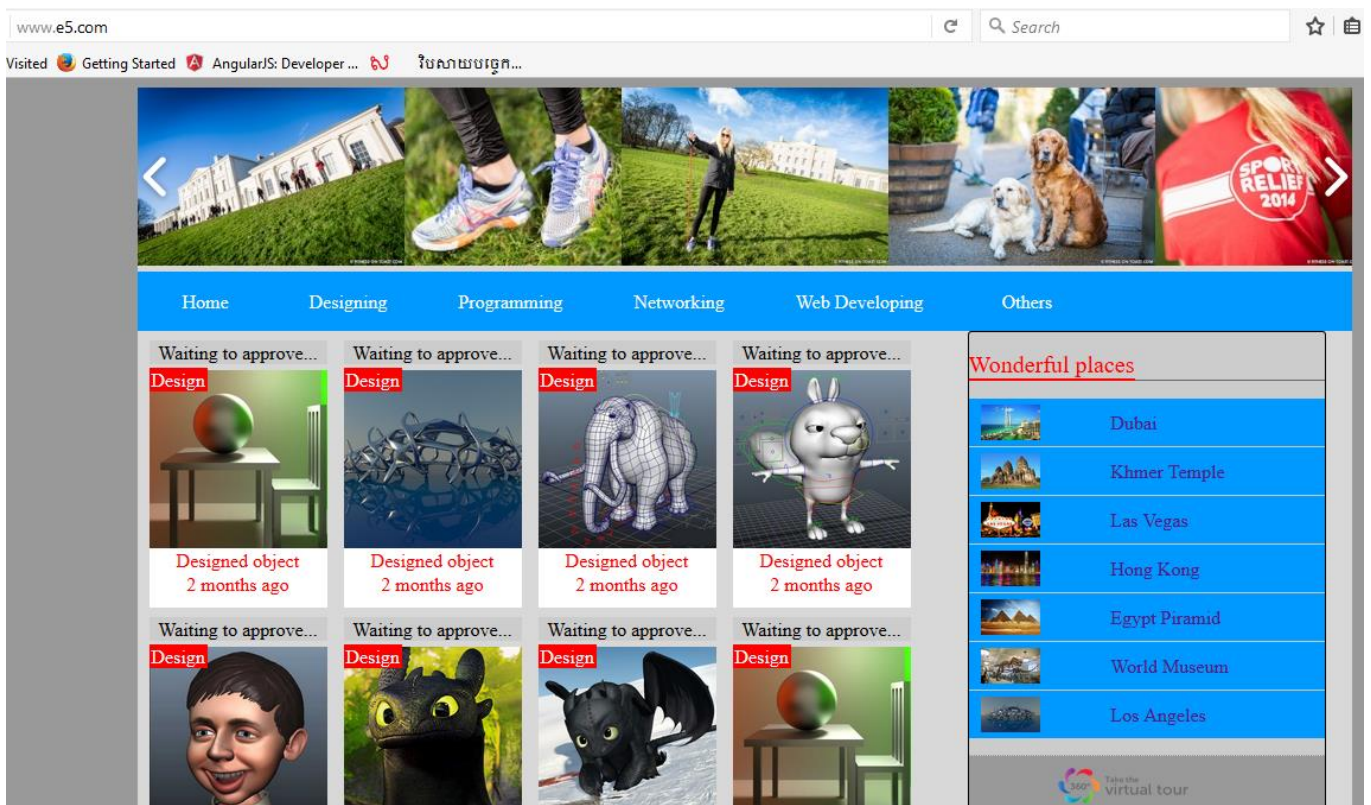 www.e5.com
Search
Visited Getting Started AngularJS: Developer ... វិបសាយបច្ចេក...
SPORT
RELIEF
2014
Home Designing Programming Networking Web Developing Others
Waiting to approve... Waiting to approve... Waiting to approve... Waiting to approve...
Design Design Design Design
Designed object Designed object Designed object Designed object
2 months ago 2 months ago 2 months ago 2 months ago
Waiting to approve... Waiting to approve... Waiting to approve... Waiting to approve...
Design Design Design Design
Wonderful places
Dubai
Khmer Temple
Las Vegas
Hong Kong
Egypt Piramid
World Museum
Los Angeles
360°
Take the
virtual tour